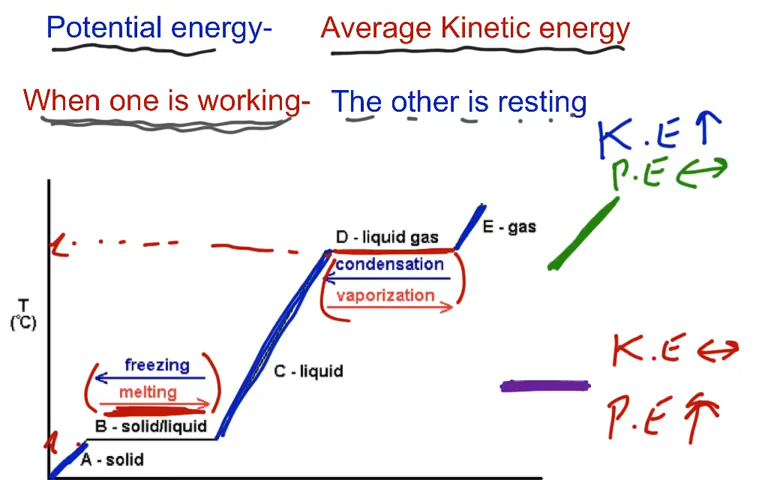 Potential energy- Average Kinetic energy
When one is working- The other is resting
K.E ↑
P.E ↔
D - liquid gas
E - gas
condensation
vaporization
T
(°C)
K.E ↔
freezing
C - liquid
melting
P.E ↑
B - solid/liquid
A - solid